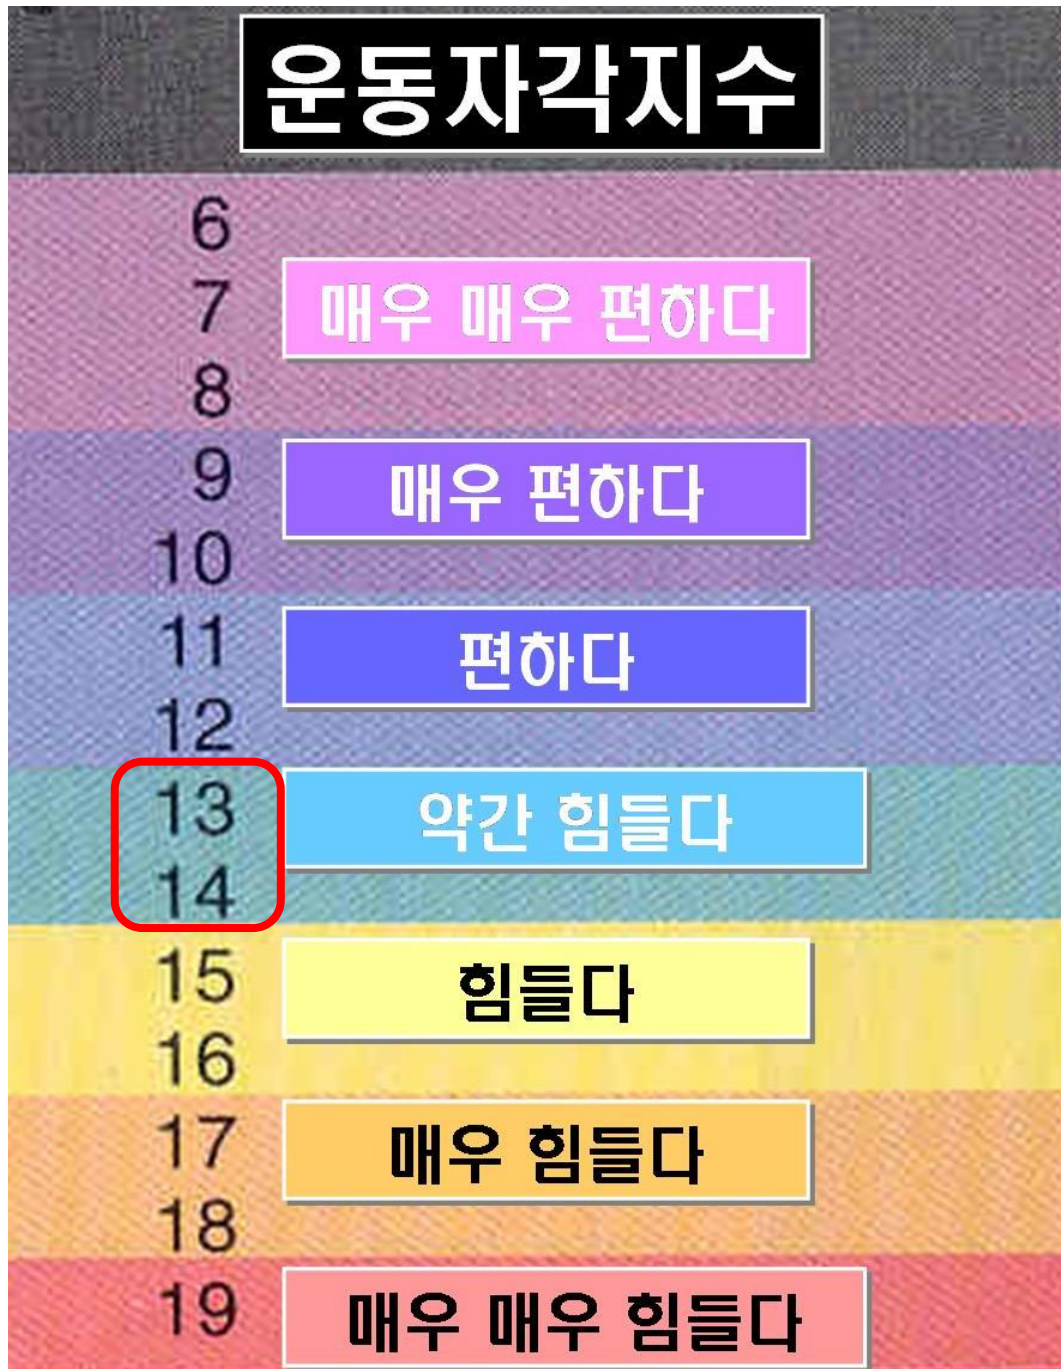 운동자각지수
6
7 매우 매우 편하다
8
9 매우 편하다
10
11 편하다
12
13 약간 힘들다
14
15 힘들다
16
17 매우 힘들다
18
19 매우 매우 힘들다